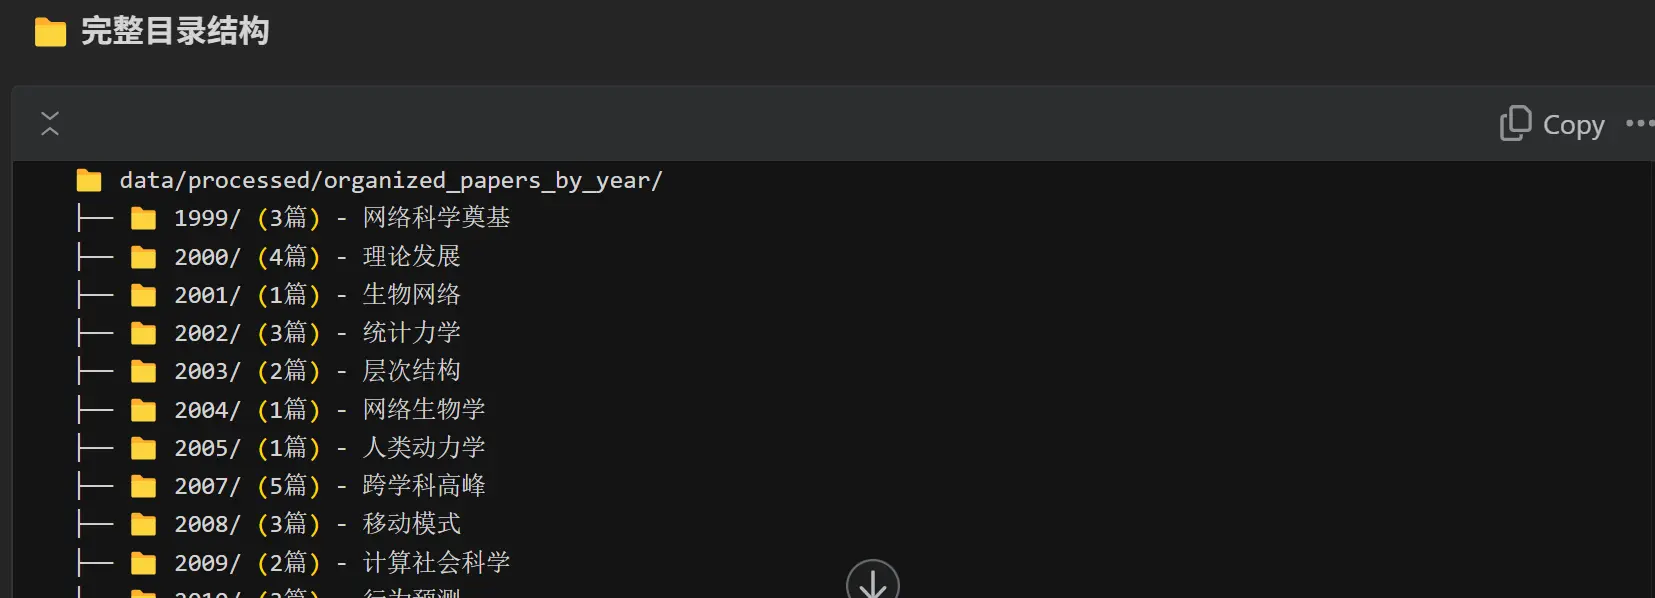 完整目录结构
Copy
data/processed/organized_papers_by_year/
├── 1999/ (3篇) - 网络科学奠基
├── 2000/ (4篇) - 理论发展
├── 2001/ (1篇) - 生物网络
├── 2002/ (3篇) - 统计力学
├── 2003/ (2篇) - 层次结构
├── 2004/ (1篇) - 网络生物学
├── 2005/ (1篇) - 人类动力学
├── 2007/ (5篇) - 跨学科高峰
├── 2008/ (3篇) - 移动模式
├── 2009/ (2篇) - 计算社会科学